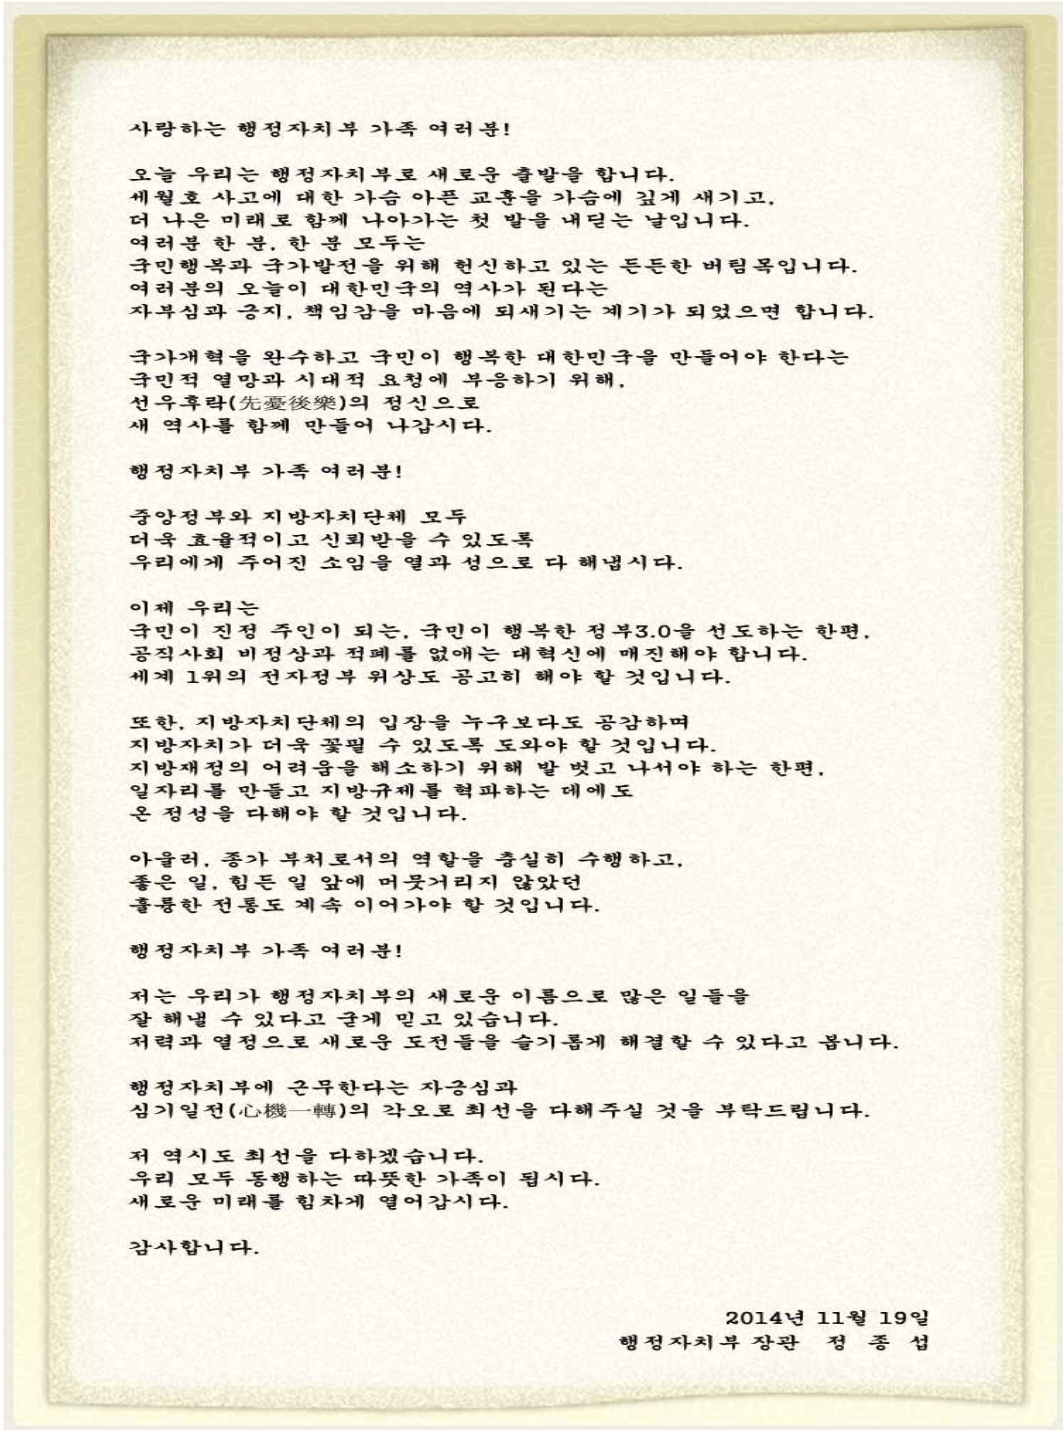 사랑하는 행정자치부 가족 여러분!
오늘 우리는 행정자치부로 새로운 출발을 합니다.
세월호 사고에 대한 가슴 아픈 교훈을 가슴에 깊게 새기고,
더 나은 미래로 함께 나아가는 첫 발을 내딛는 날입니다.
여러분 한 분, 한 분 모두는
국민행복과 국가발전을 위해 헌신하고 있는 든든한 버팀목입니다.
여러분의 오늘이 대한민국의 역사가 된다는
자부심과 긍지, 책임감을 마음에 되새기는 계기가 되었으면 합니다.
국가개혁을 완수하고 국민이 행복한 대한민국을 만들어야 한다는
국민적 열망과 시대적 요청에 부응하기 위해,
선우후락(先憂後樂)의 정신으로
새 역사를 함께 만들어 나갑시다.
행정자치부 가족 여러분!
중앙정부와 지방자치단체 모두
더욱 효율적이고 신뢰받을 수 있도록
우리에게 주어진 소임을 열과 성으로 다 해냅시다.
이제 우리는
국민이 진정 주인이 되는, 국민이 행복한 정부3.0을 선도하는 한편,
공직사회 비정상과 적폐를 없애는 대혁신에 매진해야 합니다.
세계 1위의 전자정부 위상도 공고히 해야 할 것입니다.
또한, 지방자치단체의 입장을 누구보다도 공감하며
지방자치가 더욱 꽃필 수 있도록 도와야 할 것입니다.
지방재정의 어려움을 해소하기 위해 발 벗고 나서야 하는 한편,
일자리를 만들고 지방규제를 혁파하는 데에도
온 정성을 다해야 할 것입니다.
아울러, 종가 부처로서의 역할을 충실히 수행하고,
좋은 일, 힘든 일 앞에 머뭇거리지 않았던
훌륭한 전통도 계속 이어가야 할 것입니다.
행정자치부 가족 여러분!
저는 우리가 행정자치부의 새로운 이름으로 많은 일들을
잘 해낼 수 있다고 굳게 믿고 있습니다.
저력과 열정으로 새로운 도전들을 슬기롭게 해결할 수 있다고 봅니다.
행정자치부에 근무한다는 자긍심과
심기일전(心機一轉)의 각오로 최선을 다해주실 것을 부탁드립니다.
저 역시도 최선을 다하겠습니다.
우리 모두 동행하는 따뜻한 가족이 됩시다.
새로운 미래를 힘차게 열어갑시다.
감사합니다.
2014년 11월 19일
행정자치부 장관 정 종 섭